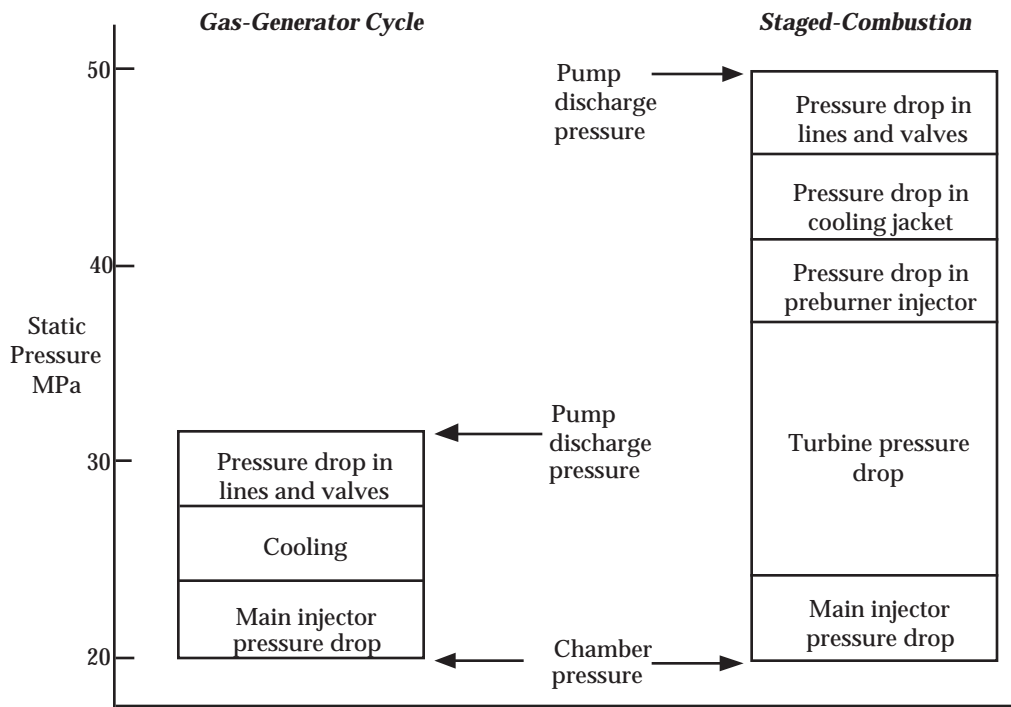 Gas-Generator Cycle
Staged-Combustion
Static
Pressure
MPa
50
40
30
20
Pressure drop in
lines and valves
Cooling
Main injector
pressure drop
Pump
discharge
pressure
Pump
discharge
pressure
Chamber
pressure
Pressure drop in
lines and valves
Pressure drop in
cooling jacket
Pressure drop in
preburner injector
Turbine pressure
drop
Main injector
pressure drop